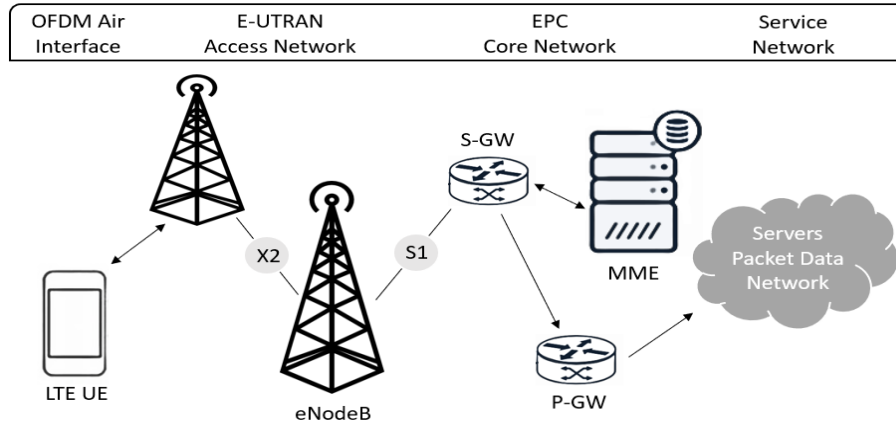 OFDM Air
Interface
E-UTRAN
Access Network
EPC
Core Network
Service
Network
S-GW
X2
S1
MME
Servers
Packet Data
Network
LTE UE
eNodeB
P-GW